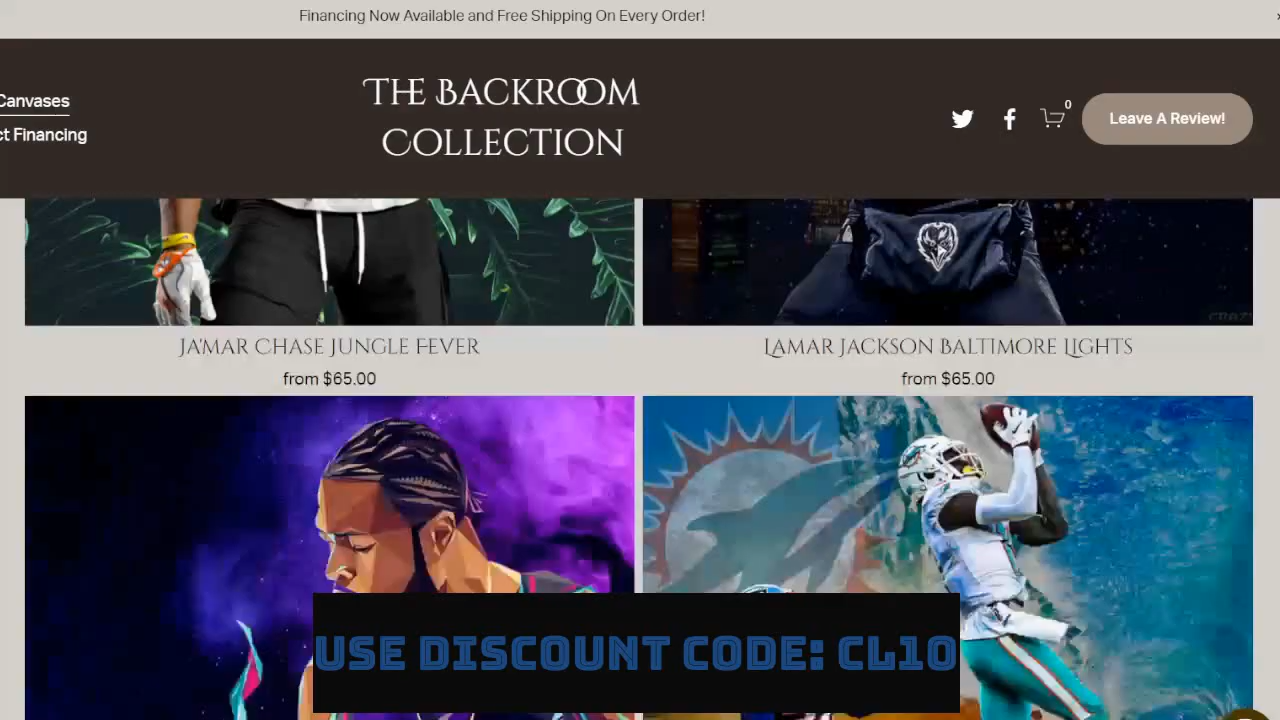 Financing Now Available and Free Shipping On Every Order!
Canvases
ct Financing
The Backroom
Collection
0
Leave A Review!
Ja'Mar Chase Jungle Fever
from $65.00
Lamar Jackson Baltimore Lights
from $65.00
USE DISCOUNT CODE: CL10